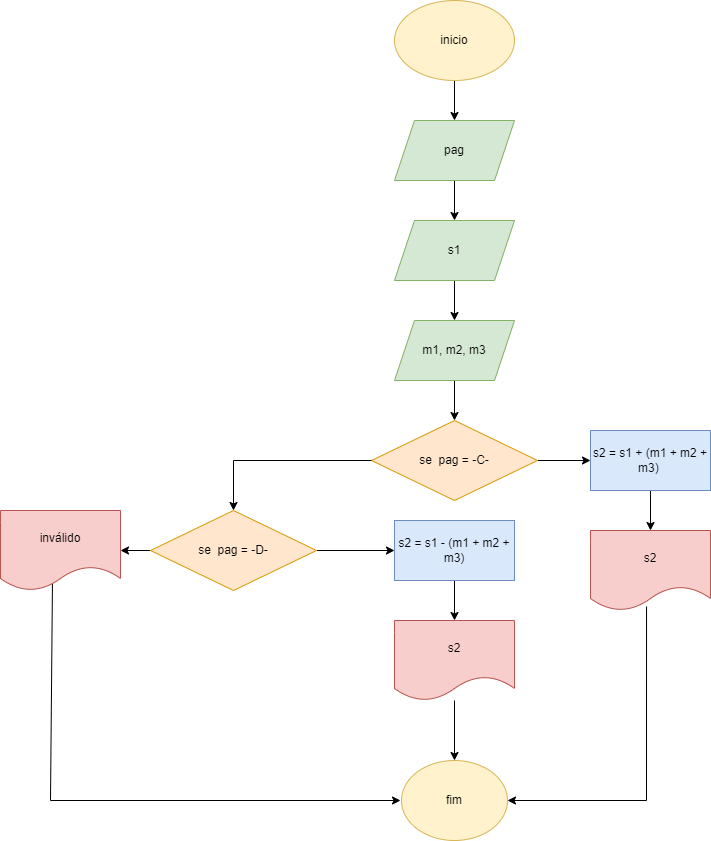 inicio
pag
s1
m1, m2, m3
se pag = -C-
s2 = s1 + (m1 + m2 +
m3)
inválido
se pag = -D-
s2 = s1 - (m1 + m2 +
m3)
s2
s2
fim